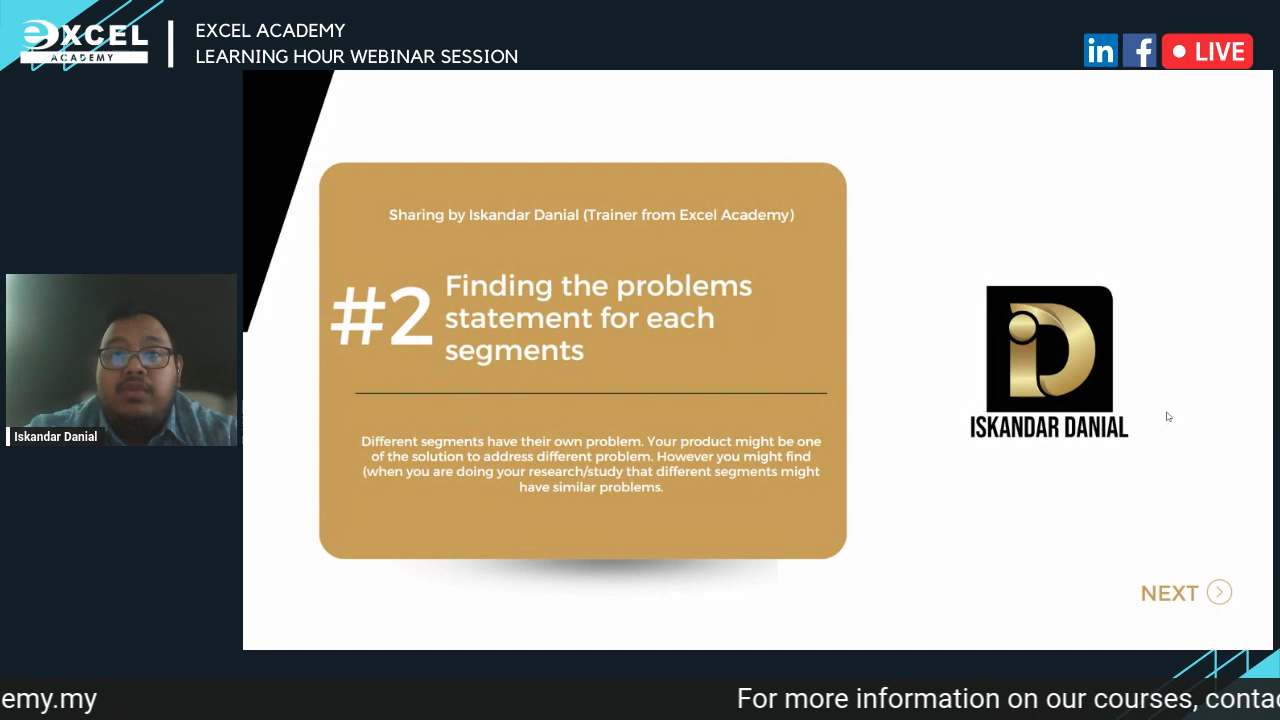 eXCEL
ACADEMY
EXCEL ACADEMY
LEARNING HOUR WEBINAR SESSION
in
f
LIVE
Sharing by Iskandar Danial (Trainer from Excel Academy)
#2
Finding the problems
statement for each
segments
Different segments have their own problem. Your product might be one
of the solution to address different problem. However you might find
(when you are doing your research/study that different segments might
have similar problems.
iD
ISKANDAR DANIAL
Iskandar Danial
NEXT
emy.my
For more information on our courses, contac